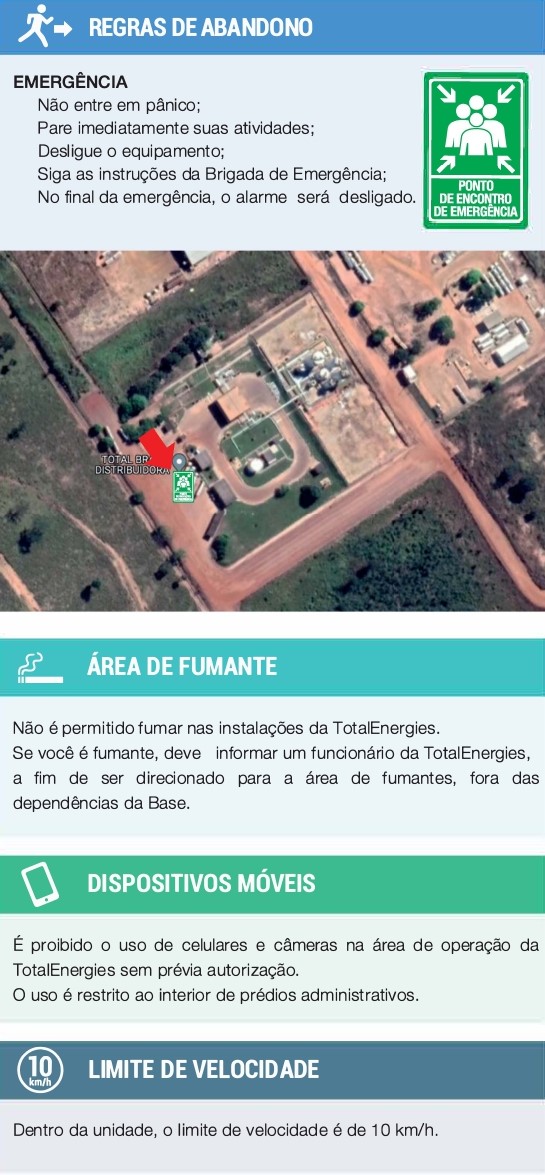 REGRAS DE ABANDONO
EMERGÊNCIA
Não entre em pânico;
Pare imediatamente suas atividades;
Desligue o equipamento;
Siga as instruções da Brigada de Emergência;
No final da emergência, o alarme será desligado.
PONTO
DE ENCONTRO
DE EMERGÊNCIA
TOTAL BR
DISTRIBUIDORA
ÁREA DE FUMANTE
Não é permitido fumar nas instalações da TotalEnergies.
Se você é fumante, deve informar um funcionário da TotalEnergies,
a fim de ser direcionado para a área de fumantes, fora das
dependências da Base.
DISPOSITIVOS MÓVEIS
É proibido o uso de celulares e câmeras na área de operação da
TotalEnergies sem prévia autorização.
O uso é restrito ao interior de prédios administrativos.
10
km/h
LIMITE DE VELOCIDADE
Dentro da unidade, o limite de velocidade é de 10 km/h.